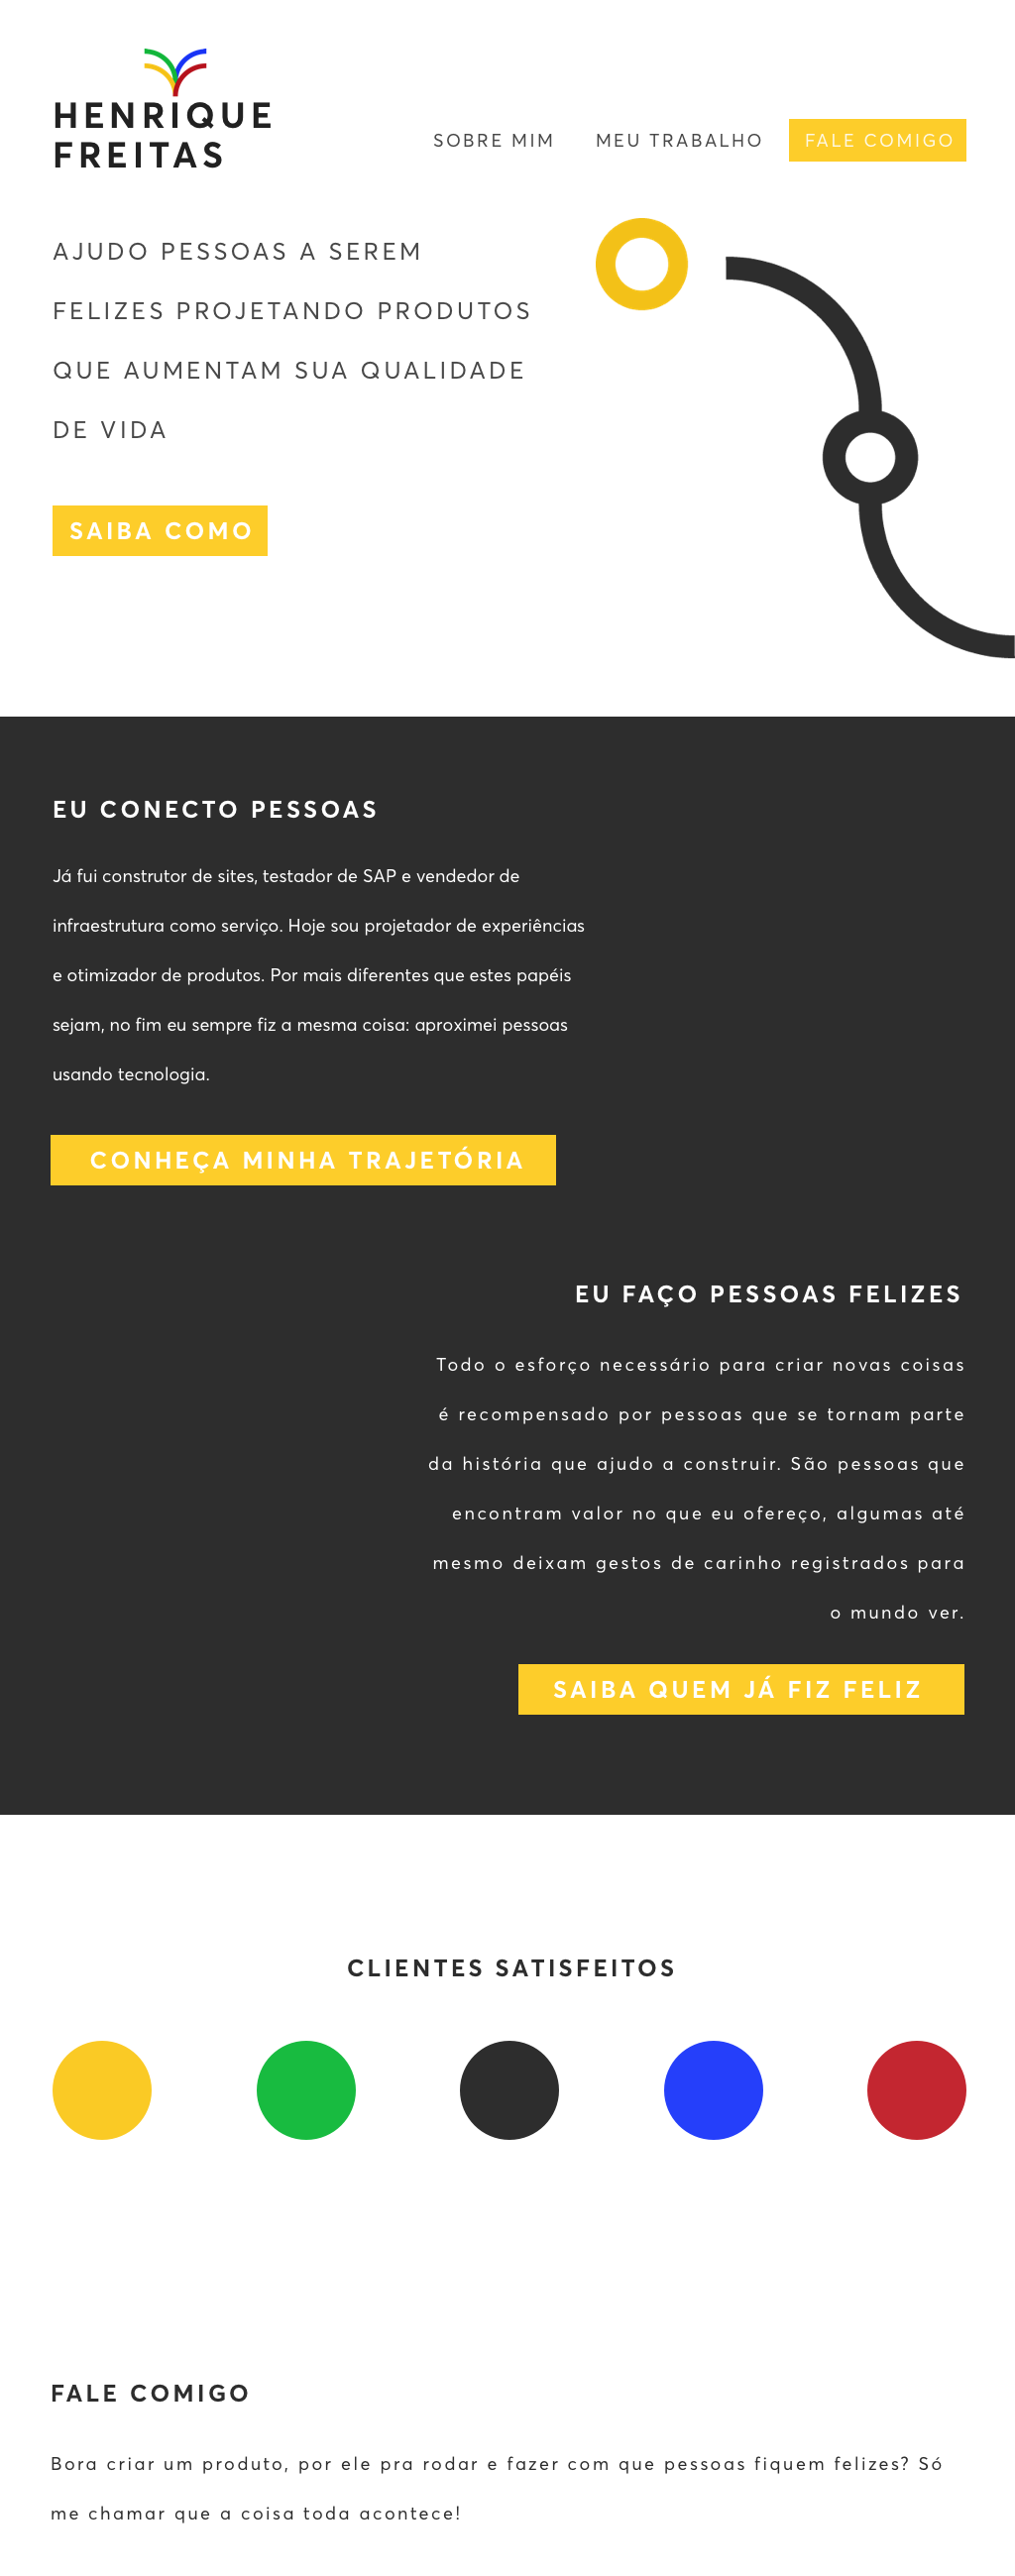 HENRIQUE
FREITAS
SOBRE MIM
MEU TRABALHO
FALE COMIGO
AJUDO PESSOAS A SEREM
FELIZES PROJETANDO PRODUTOS
QUE AUMENTAM SUA QUALIDADE
DE VIDA
SAIBA COMO
EU CONECTO PESSOAS
Já fui construtor de sites, testador de SAP e vendedor de
infraestrutura como serviço. Hoje sou projetador de experiências
e otimizador de produtos. Por mais diferentes que estes papéis
sejam, no fim eu sempre fiz a mesma coisa: aproximei pessoas
usando tecnologia.
CONHEÇA MINHA TRAJETÓRIA
EU FAÇO PESSOAS FELIZES
Todo o esforço necessário para criar novas coisas
é recompensado por pessoas que se tornam parte
da história que ajudo a construir. São pessoas que
encontram valor no que eu ofereço, algumas até
mesmo deixam gestos de carinho registrados para
o mundo ver.
SAIBA QUEM JÁ FIZ FELIZ
CLIENTES SATISFEITOS
FALE COMIGO
Bora criar um produto, por ele pra rodar e fazer com que pessoas fiquem felizes? Só
me chamar que a coisa toda acontece!